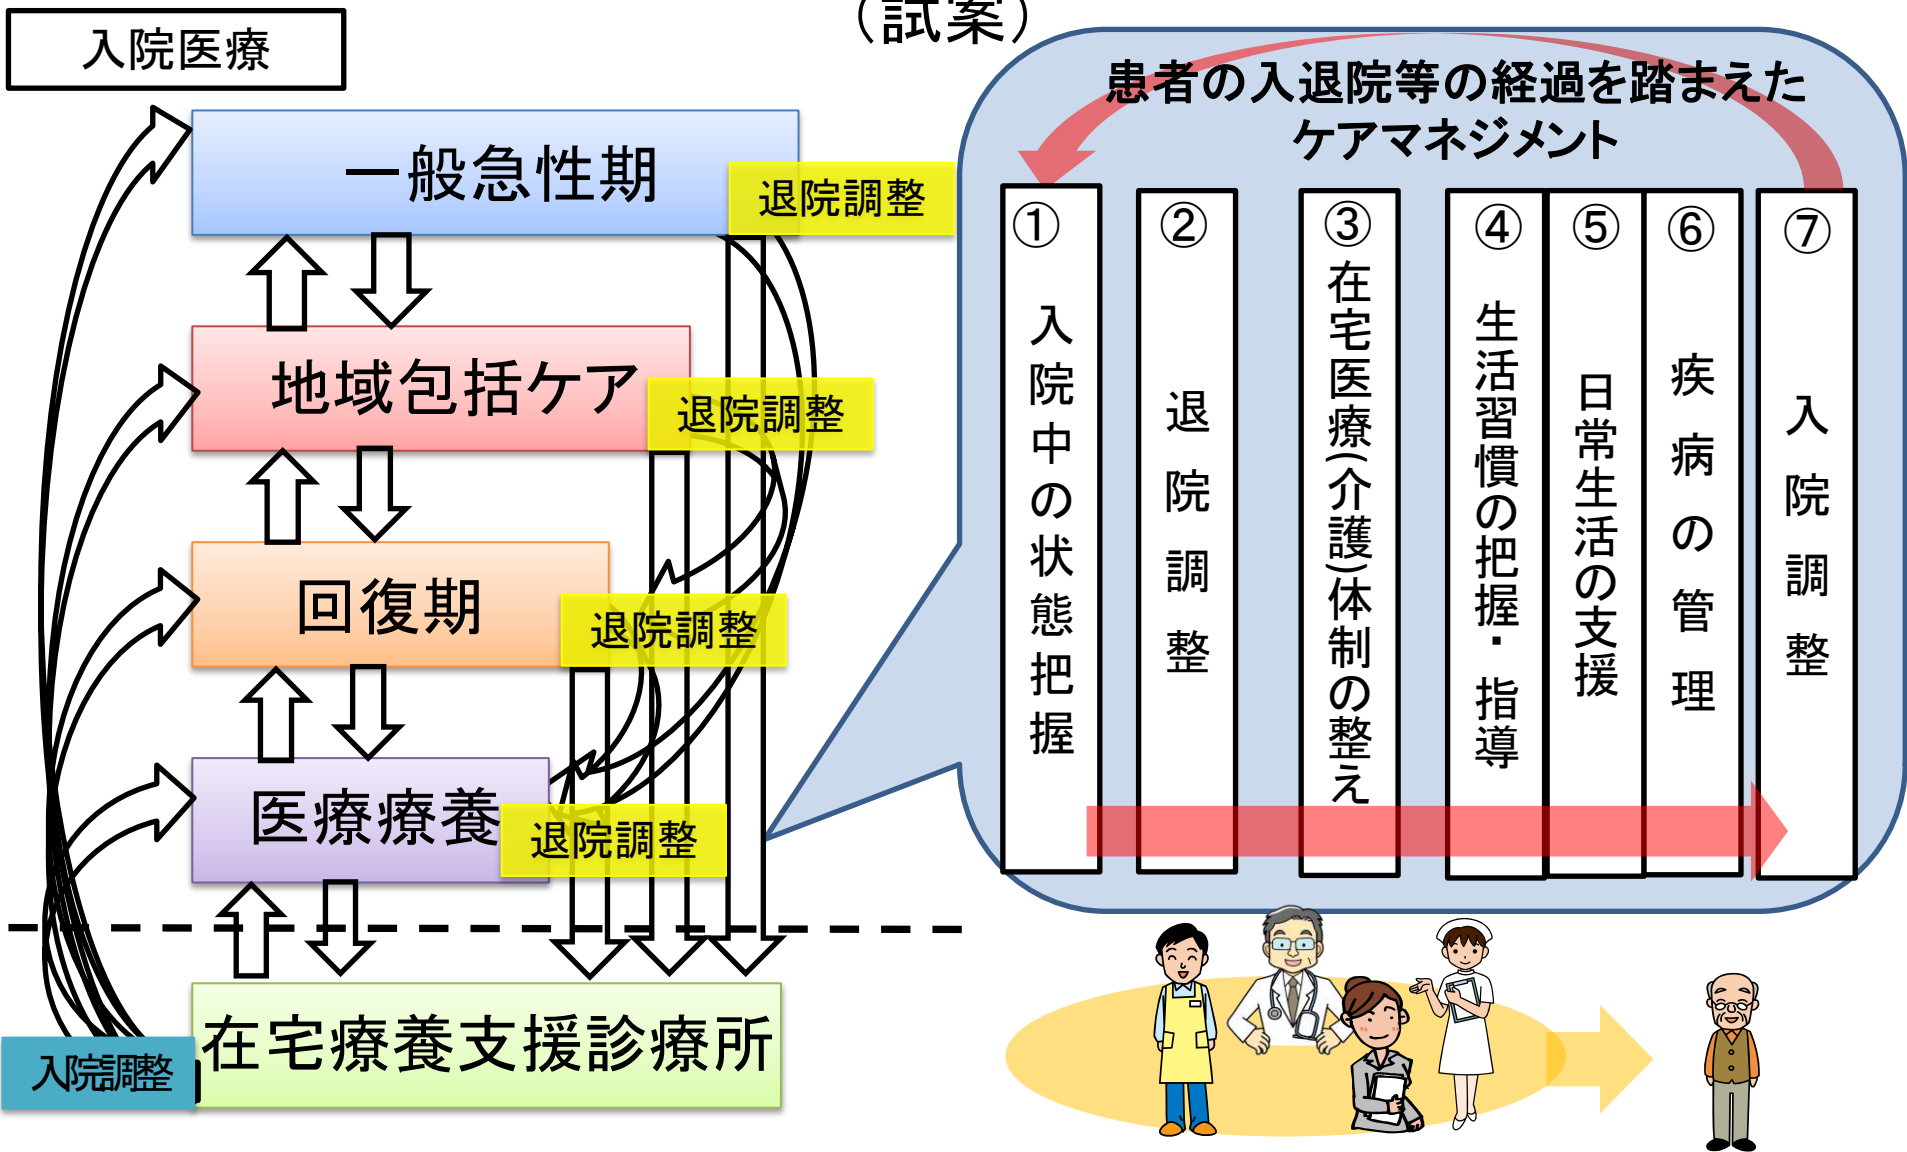 （試案）
入院医療
一般急性期
退院調整
地域包括ケア
退院調整
回復期
退院調整
医療療養
退院調整
在宅療養支援診療所
入院調整
患者の入退院等の経過を踏まえた
ケアマネジメント
①入院中の状態把握
②退院調整
③在宅医療(介護)体制の整え
④生活習慣の把握・指導
⑤日常生活の支援
⑥疾病の管理
⑦入院調整